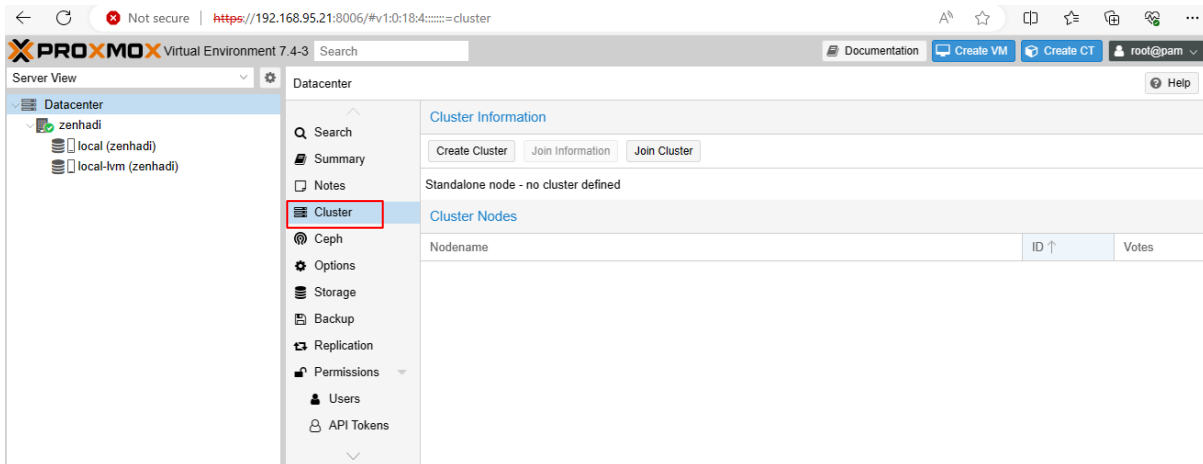 Not secure https://192.168.95.21:8006/#v1:0:18:4:::::::=cluster
PROXMOX Virtual Environment 7.4-3 Search Documentation Create VM Create CT root@pam
Server View
Datacenter
zenhadi
local (zenhadi)
local-lvm (zenhadi)
Datacenter Help
Search
Summary
Notes
Cluster
Ceph
Options
Storage
Backup
Replication
Permissions
Users
API Tokens
Cluster Information
Create Cluster Join Information Join Cluster
Standalone node - no cluster defined
Cluster Nodes
Nodename ID ↑ Votes